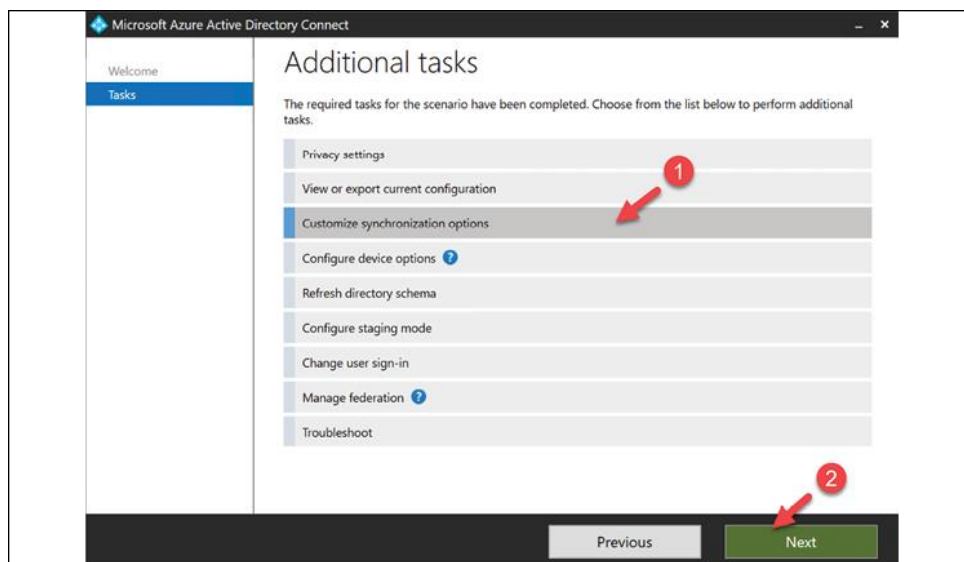 Microsoft Azure Active Directory Connect
Welcome
Tasks
Additional tasks
The required tasks for the scenario have been completed. Choose from the list below to perform additional
tasks.
Privacy settings
View or export current configuration
1
Customize synchronization options
Configure device options ?
Refresh directory schema
Configure staging mode
Change user sign-in
Manage federation ?
Troubleshoot
2
Previous
Next